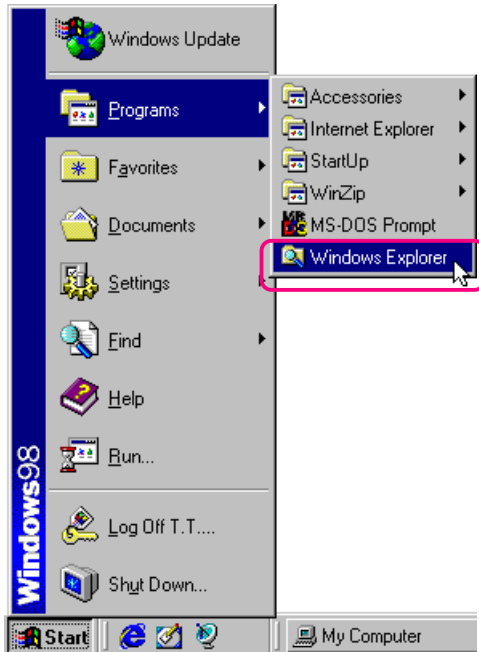 Windows Update
Programs
Favorites
Documents
Settings
Find
Help
Run...
Log Off T.T....
Shut Down...
Windows98
Accessories
Internet Explorer
StartUp
WinZip
MS-DOS Prompt
Windows Explorer
Start
My Computer